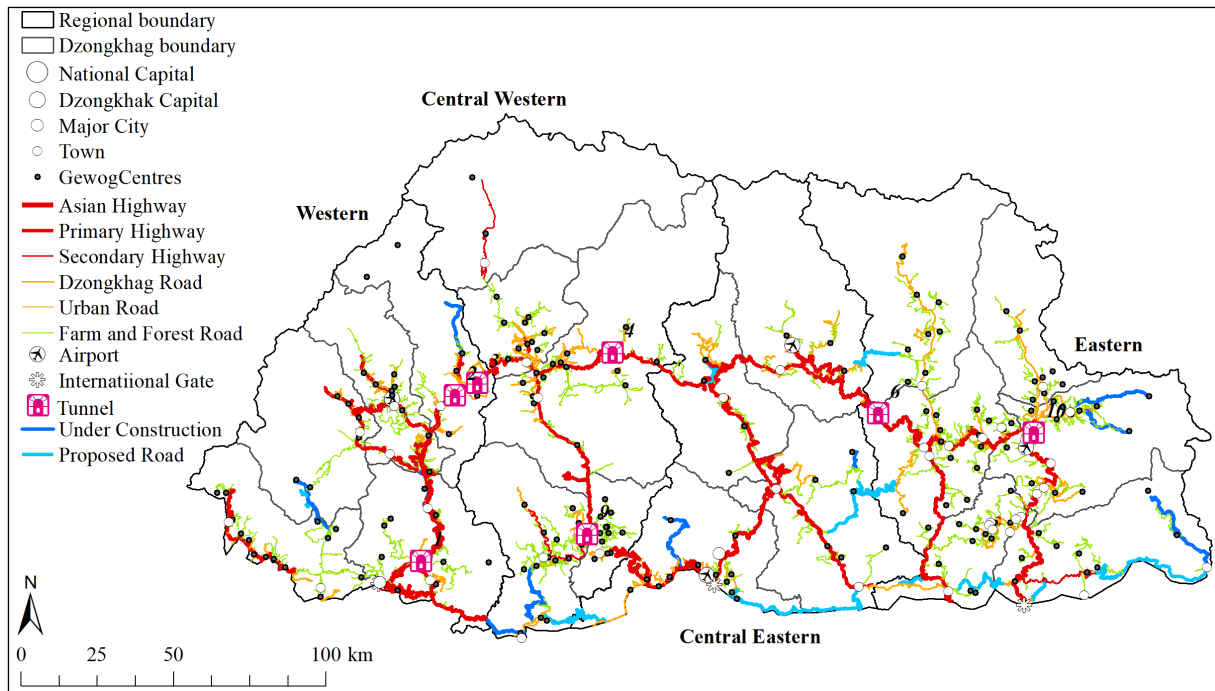 Regional boundary
Dzongkhag boundary
National Capital
Dzongkhak Capital
Major City
Town
GewogCentres
Asian Highway
Primary Highway
Secondary Highway
Dzongkhag Road
Urban Road
Farm and Forest Road
Airport
Internatiional Gate
Tunnel
Under Construction
Proposed Road
Central Western
Western
Eastern
Central Eastern
N
0 25 50 100 km